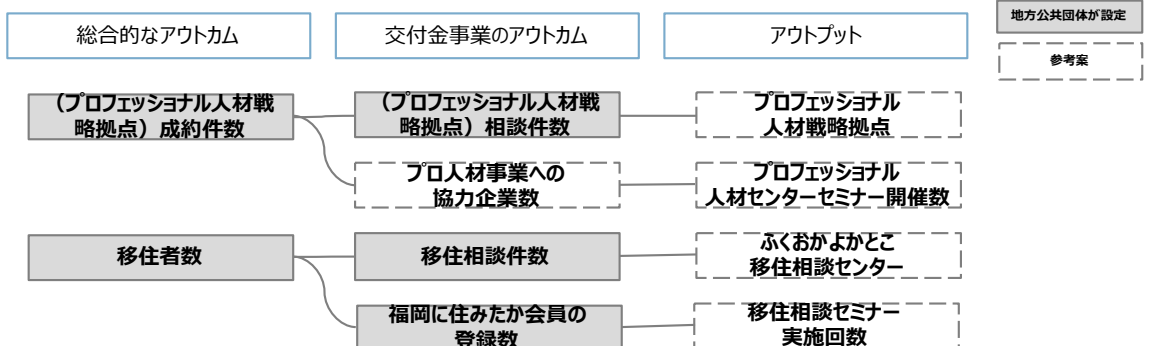 総合的なアウトカム
交付金事業のアウトカム
アウトプット
地方公共団体が設定
参考案
（プロフェッショナル人材戦
略拠点）成約件数
（プロフェッショナル人材戦
略拠点）相談件数
プロフェッショナル
人材戦略拠点
プロ人材事業への
協力企業数
プロフェッショナル
人材センターセミナー開催数
移住者数
移住相談件数
ふくおかよかとこ
移住相談センター
福岡に住みたか会員の
登録数
移住相談セミナー
実施回数